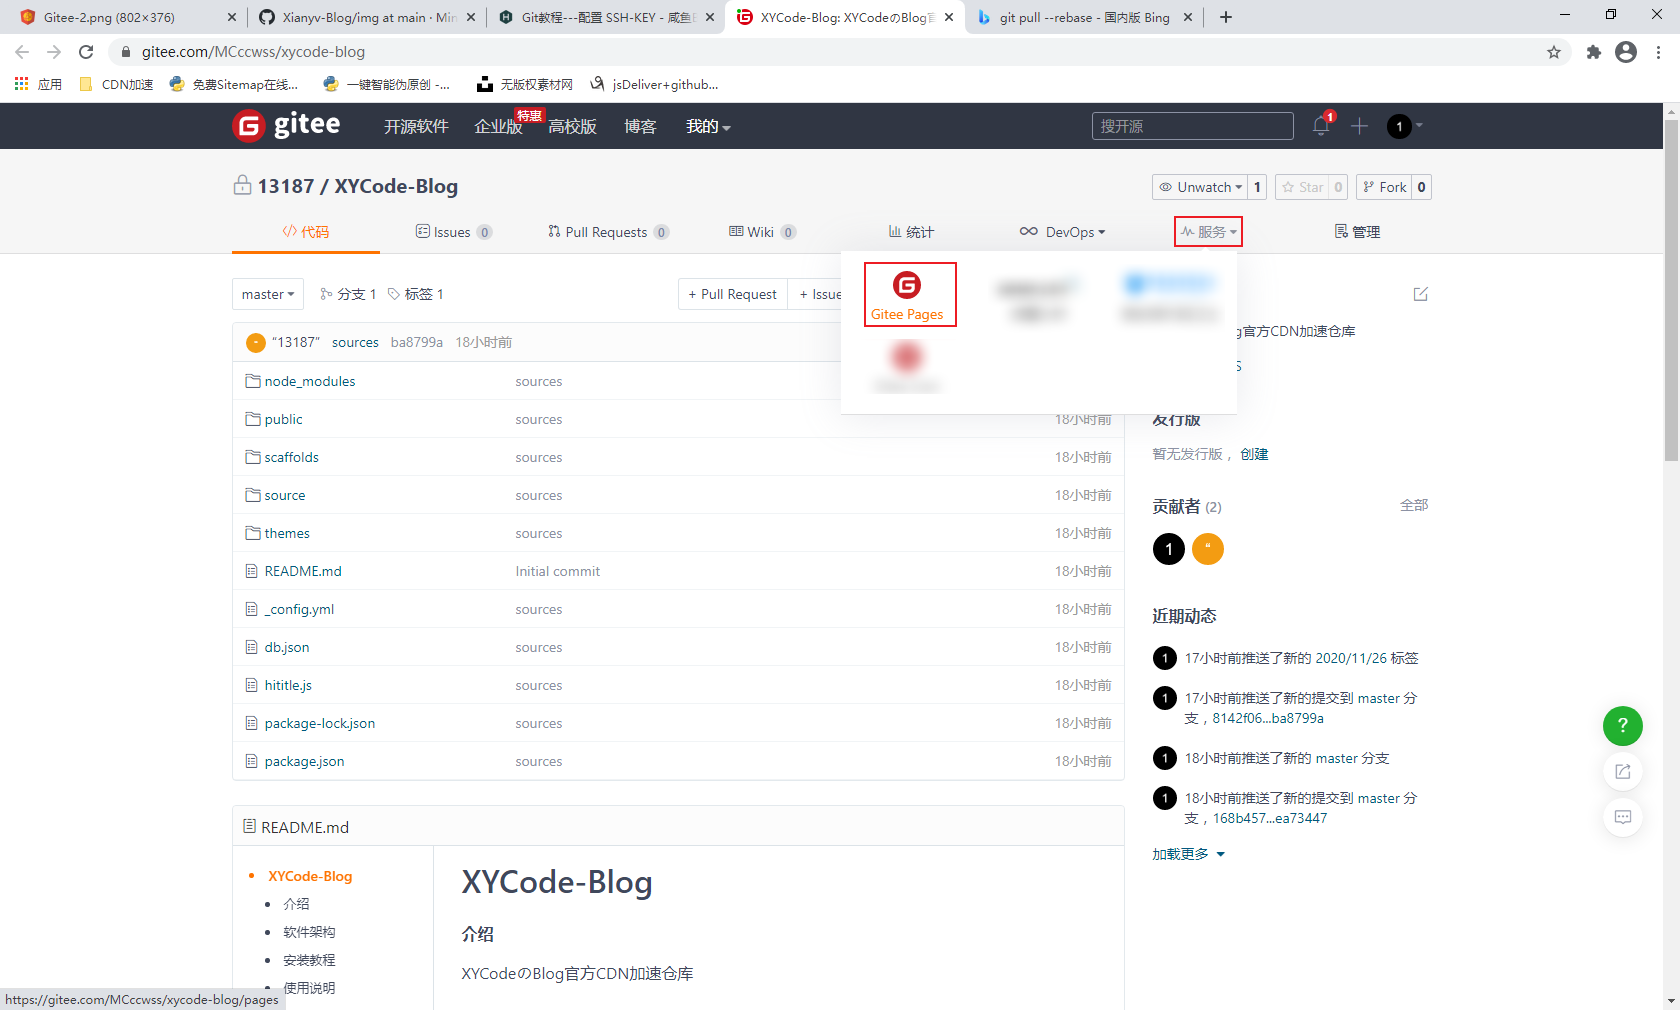 Gitee-2.png (802×376)
Xianyv-Blog/img at main · Min
Git教程---配置 SSH-KEY - 咸鱼B
XYCode-Blog: XYCodeのBlog官
git pull --rebase - 国内版 Bing
gitee.com/MCccwss/xycode-blog
应用
CDN加速
免费Sitemap在线...
一键智能伪原创 -...
无版权素材网
jsDeliver+github...
gitee
开源软件
企业版
特惠
高校版
博客
我的
搜开源
1
1
13187 / XYCode-Blog
Unwatch 1
Star 0
Fork 0
代码
Issues 0
Pull Requests 0
Wiki 0
统计
DevOps
服务
管理
Gitee Pages
master
分支 1
标签 1
+ Pull Request
+ Issue
“13187” sources ba8799a 18小时前
node_modules sources
public sources 18小时前
scaffolds sources 18小时前
source sources 18小时前
themes sources 18小时前
README.md Initial commit 18小时前
_config.yml sources 18小时前
db.json sources 18小时前
hititle.js sources 18小时前
package-lock.json sources 18小时前
package.json sources 18小时前
g官方CDN加速仓库
S
发行版
暂无发行版，创建
贡献者 (2) 全部
1 “
近期动态
1 17小时前推送了新的 2020/11/26 标签
1 17小时前推送了新的提交到 master 分
支，8142f06...ba8799a
1 18小时前推送了新的 master 分支
1 18小时前推送了新的提交到 master 分
支，168b457...ea73447
加载更多
?
README.md
XYCode-Blog
介绍
软件架构
安装教程
使用说明
XYCode-Blog
介绍
XYCodeのBlog官方CDN加速仓库
https://gitee.com/MCccwss/xycode-blog/pages